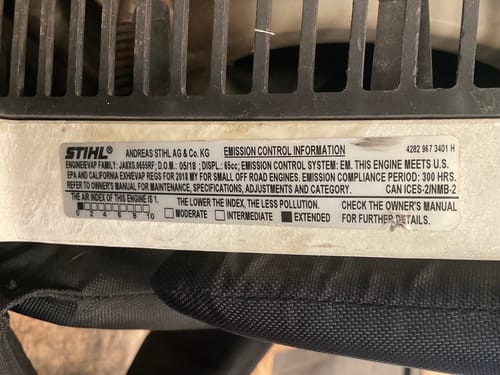 STIHL® ANDREAS STIHL AG & Co. KG EMISSION CONTROL INFORMATION 4282 967 3401 H
ENGINE/EVAP FAMILY: JA8XS.0655RF; D.O.M.: 05/18; DISPL.: 65cc; EMISSION CONTROL SYSTEM: EM. THIS ENGINE MEETS U.S.
EPA AND CALIFORNIA EXH/EVAP REGS FOR 2018 MY FOR SMALL OFF ROAD ENGINES. EMISSION COMPLIANCE PERIOD: 300 HRS.
REFER TO OWNER'S MANUAL FOR MAINTENANCE, SPECIFICATIONS, ADJUSTMENTS AND CATEGORY. CAN ICES-2/NMB-2
THE AIR INDEX OF THIS ENGINE IS 1. THE LOWER THE INDEX, THE LESS POLLUTION. CHECK THE OWNER'S MANUAL
0 2 4 6 8 10 MODERATE INTERMEDIATE EXTENDED FOR FURTHER DETAILS.